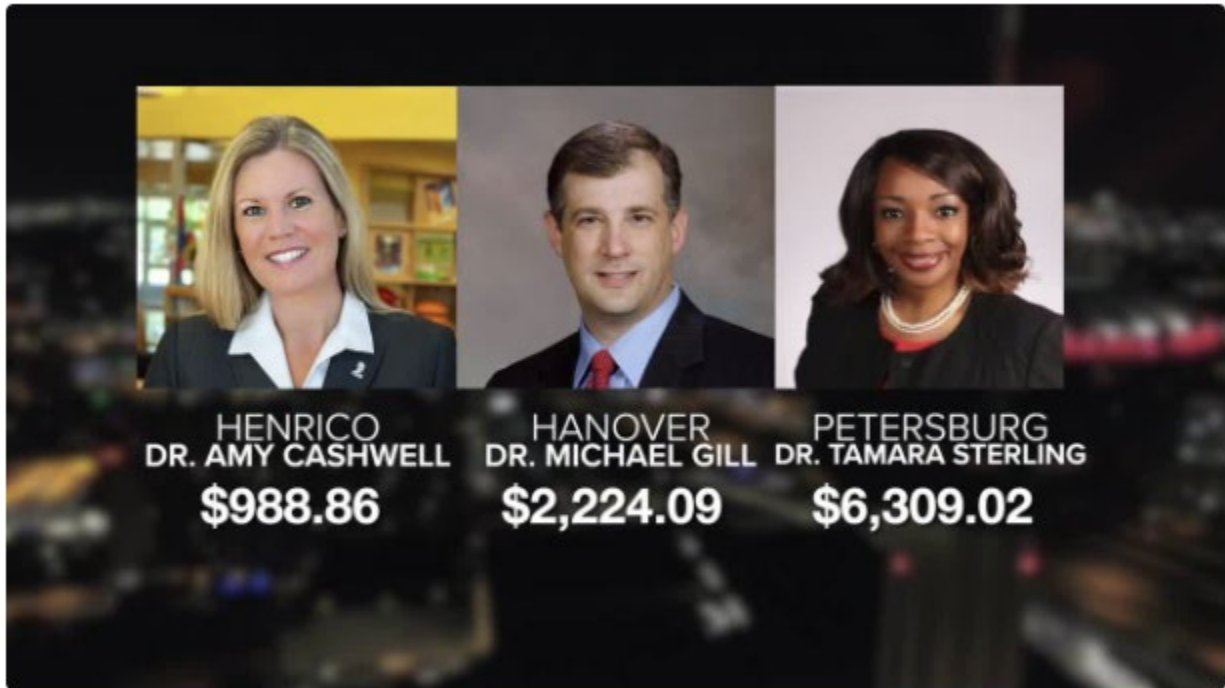 HENRICO
DR. AMY CASHWELL
$988.86
HANOVER
DR. MICHAEL GILL
$2,224.09
PETERSBURG
DR. TAMARA STERLING
$6,309.02